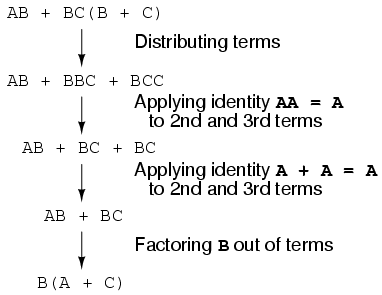 AB + BC(B + C)
Distributing terms
AB + BBC + BCC
Applying identity AA = A
to 2nd and 3rd terms
AB + BC + BC
Applying identity A + A = A
to 2nd and 3rd terms
AB + BC
Factoring B out of terms
B(A + C)